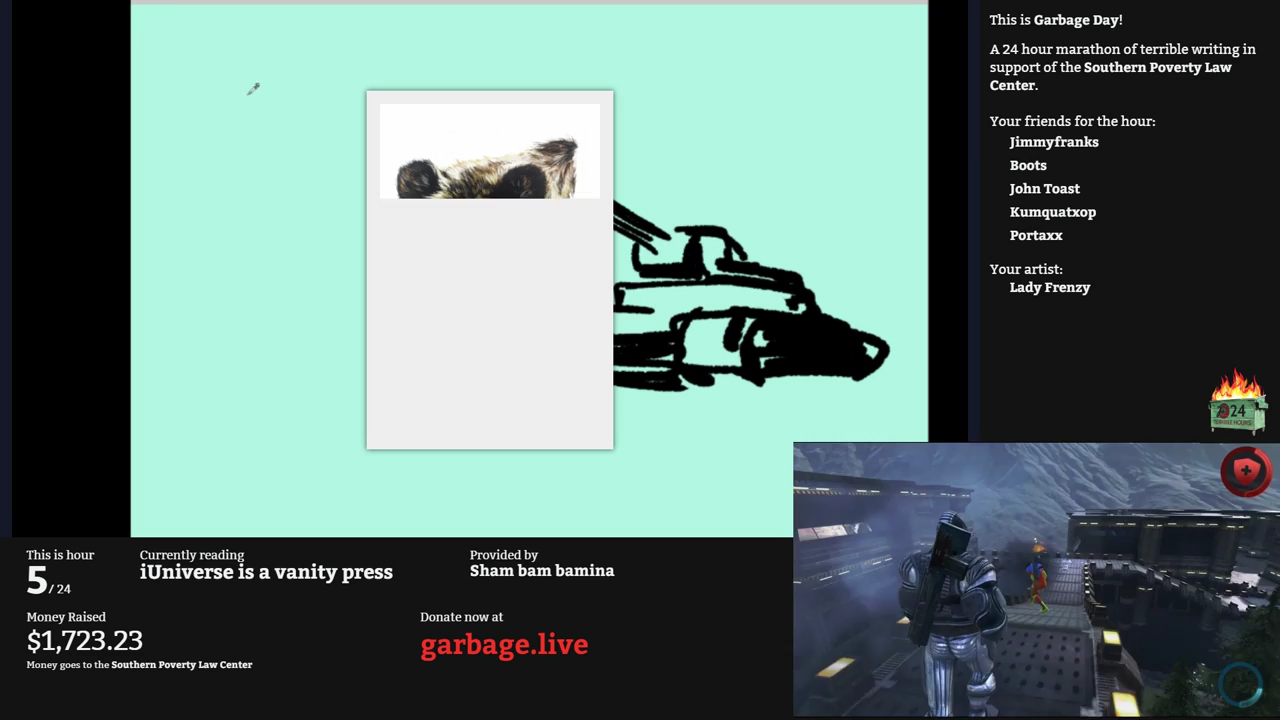 This is Garbage Day!
A 24 hour marathon of terrible writing in
support of the Southern Poverty Law
Center.
Your friends for the hour:
Jimmyfranks
Boots
John Toast
Kumquatxop
Portaxx
Your artist:
Lady Frenzy
This is hour
5 / 24
Currently reading
iUniverse is a vanity press
Provided by
Sham bam bamina
Money Raised
$1,723.23
Money goes to the Southern Poverty Law Center
Donate now at
garbage.live